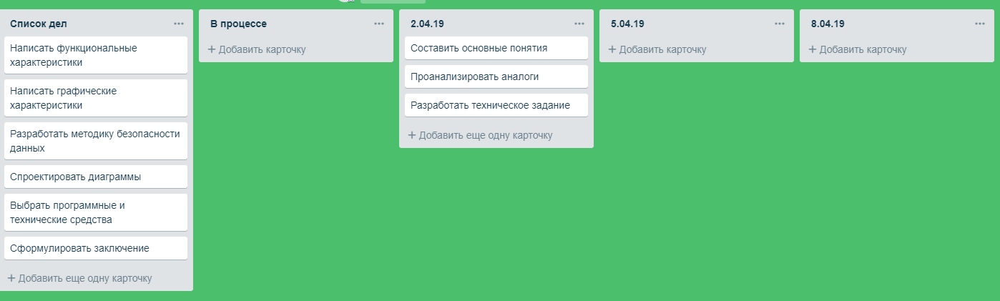 Список дел
Написать функциональные
характеристики
Написать графические
характеристики
Разработать методику безопасности
данных
Спроектировать диаграммы
Выбрать программные и
технические средства
Сформулировать заключение
+ Добавить еще одну карточку
В процессе
+ Добавить карточку
2.04.19
Составить основные понятия
Проанализировать аналоги
Разработать техническое задание
+ Добавить еще одну карточку
5.04.19
+ Добавить карточку
8.04.19
+ Добавить карточку